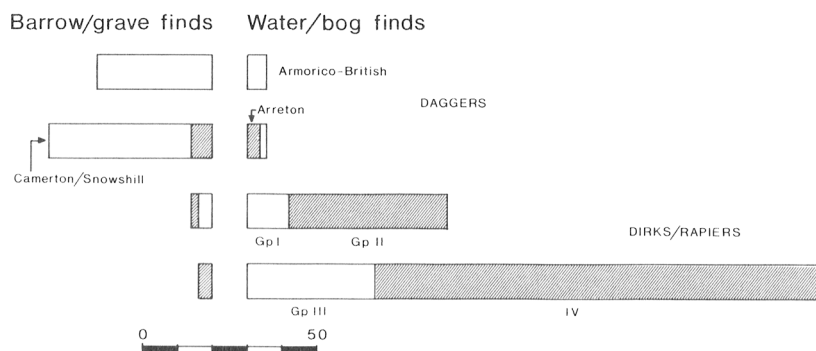 Barrow/grave finds
Water/bog finds
Armorico-British
Arreton
DAGGERS
Camerton/Snowshill
Gp I
Gp II
DIRKS/RAPIERS
Gp III
IV
0
50